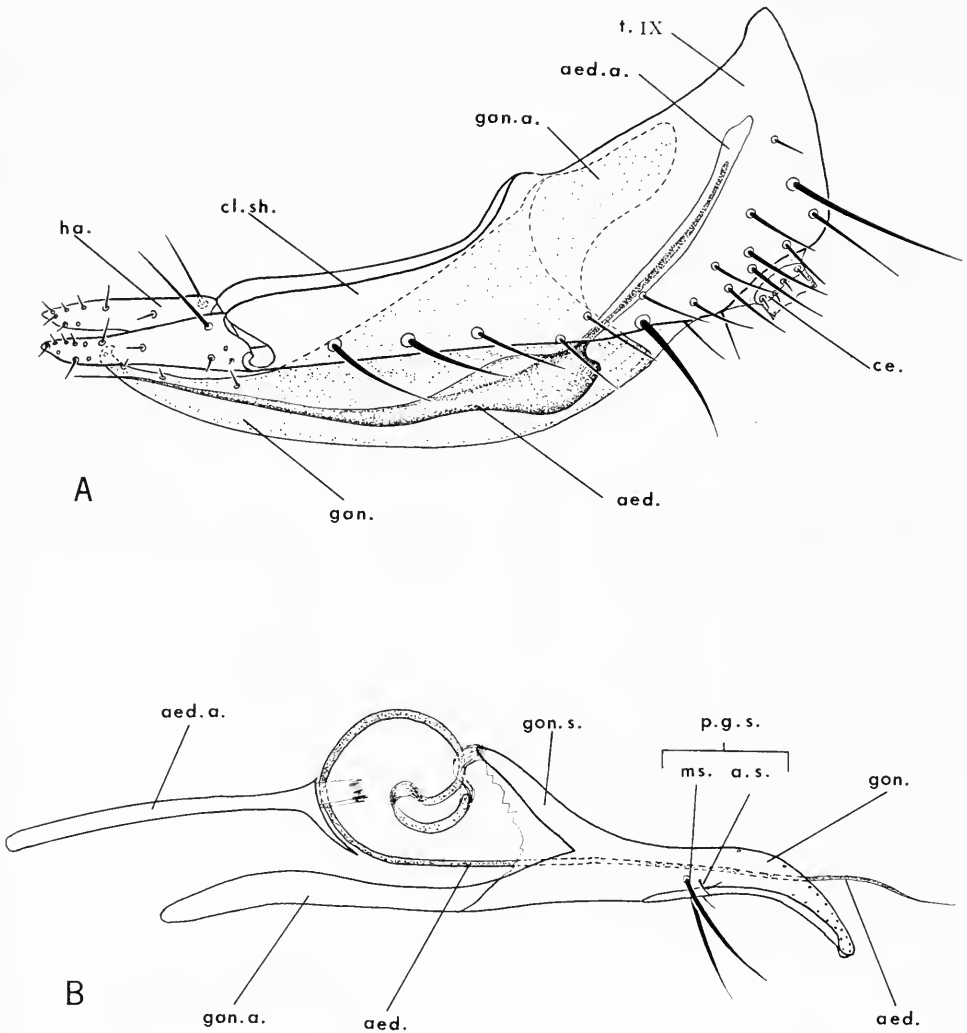 t. IX
aed.a.
gon.a.
cl.sh.
ha.
ce.
A
gon.
aed.
aed.a.
gon.s.
p.g.s.
ms. a.s.
gon.
B
gon.a.
aed.
aed.